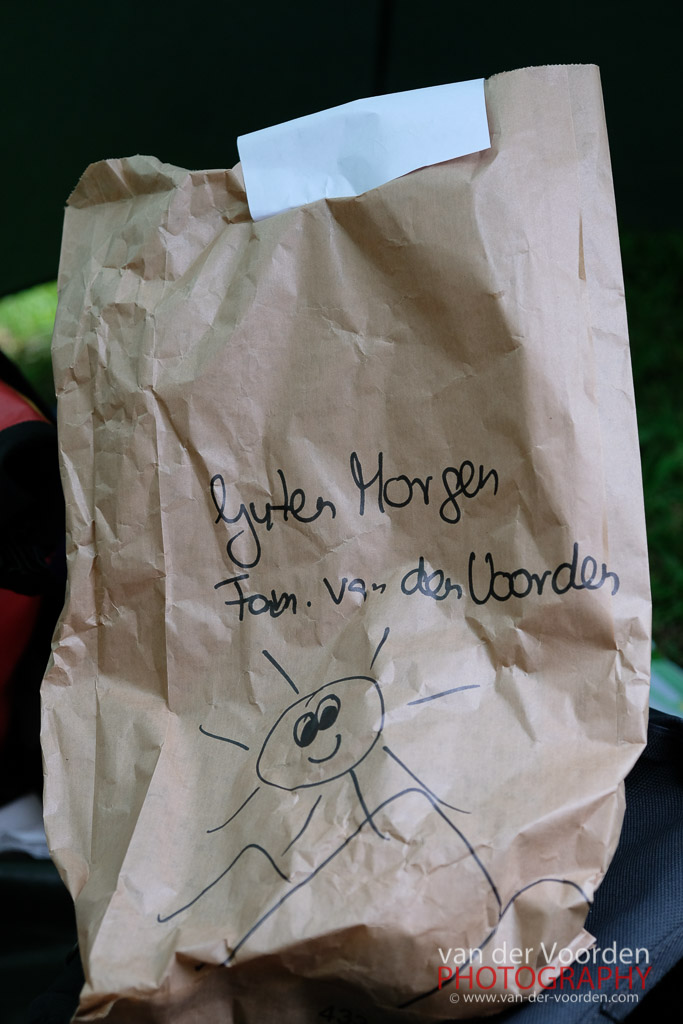 Guten Morgen
Fam. van den Voorden
van der Voorden
PHOTOGRAPHY
© www.van-der-voorden.com